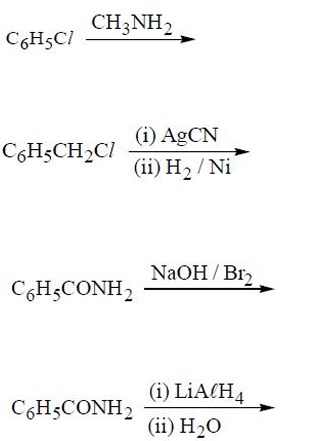 CH₃NH₂
C₆H₅Cl
(i) AgCN
C₆H₅CH₂Cl
(ii) H₂ / Ni
NaOH / Br₂
C₆H₅CONH₂
(i) LiAℓH₄
C₆H₅CONH₂
(ii) H₂O